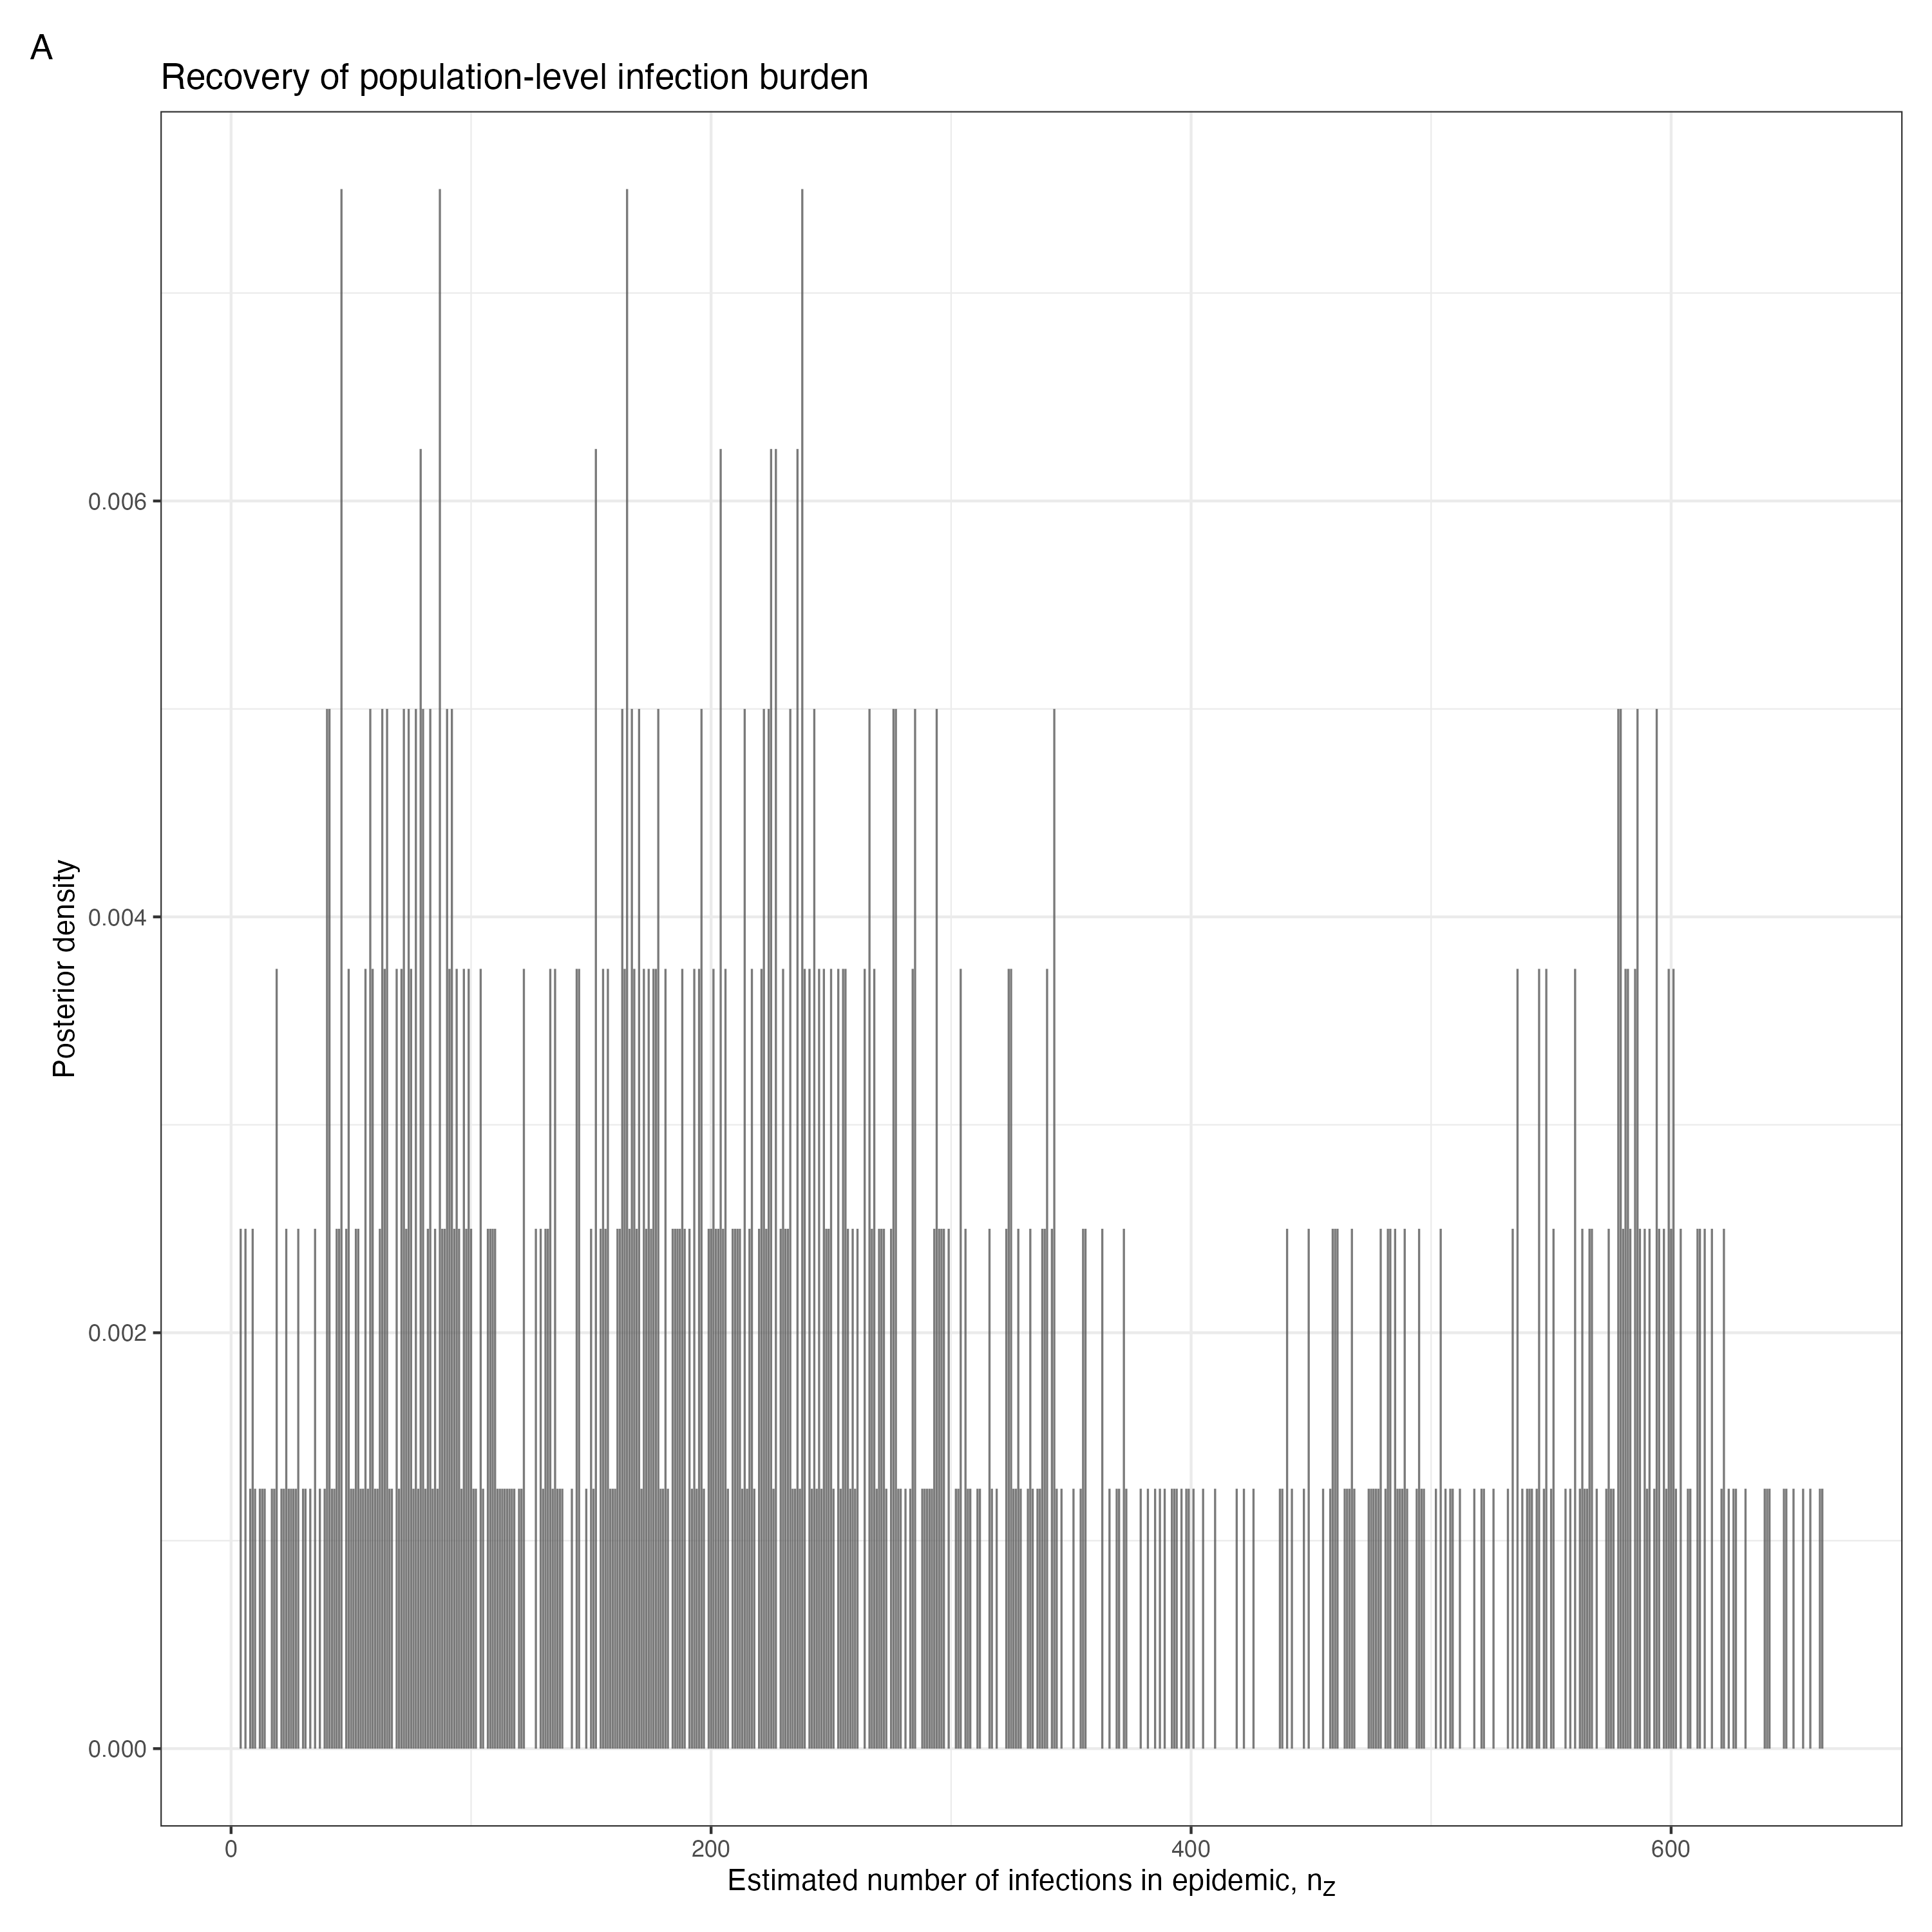 A
Recovery of population-level infection burden
Posterior density
0.006
0.004
0.002
0.000
0 200 400 600
Estimated number of infections in epidemic, nz